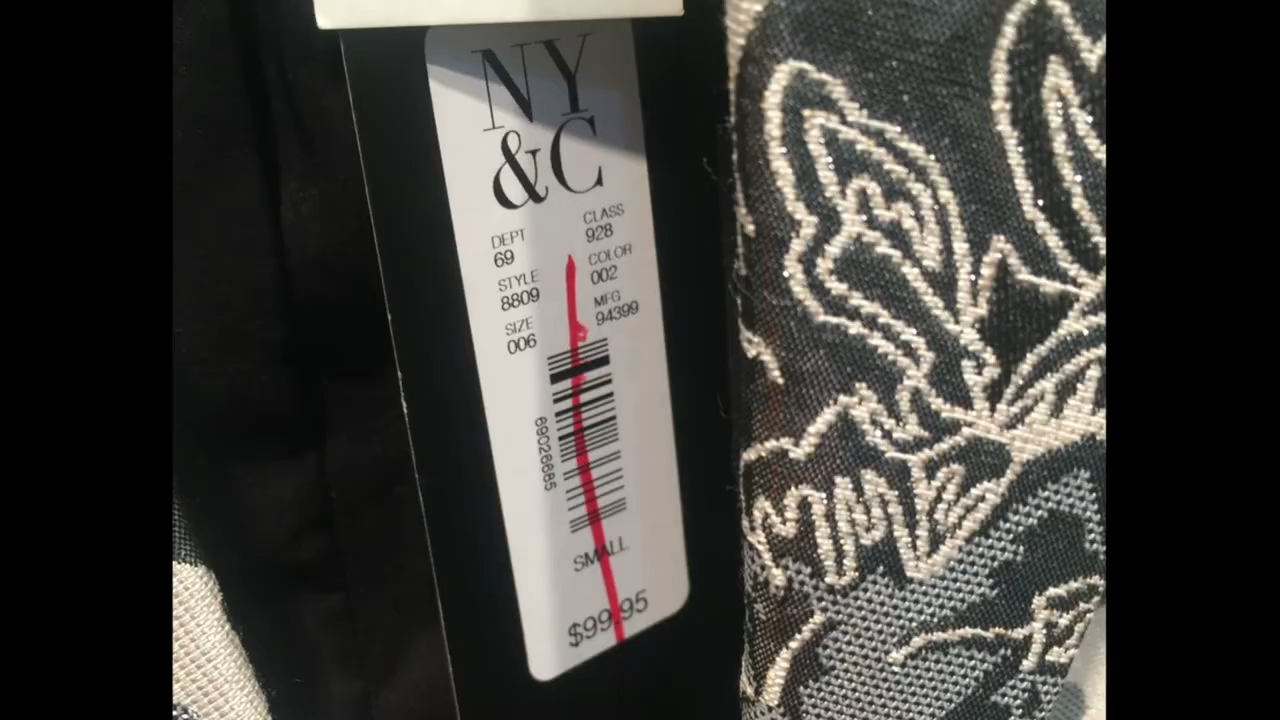 NY
&C
DEPT
69
CLASS
928
STYLE
8809
COLOR
002
SIZE
006
MFG
94399
69026685
SMALL
$99.95